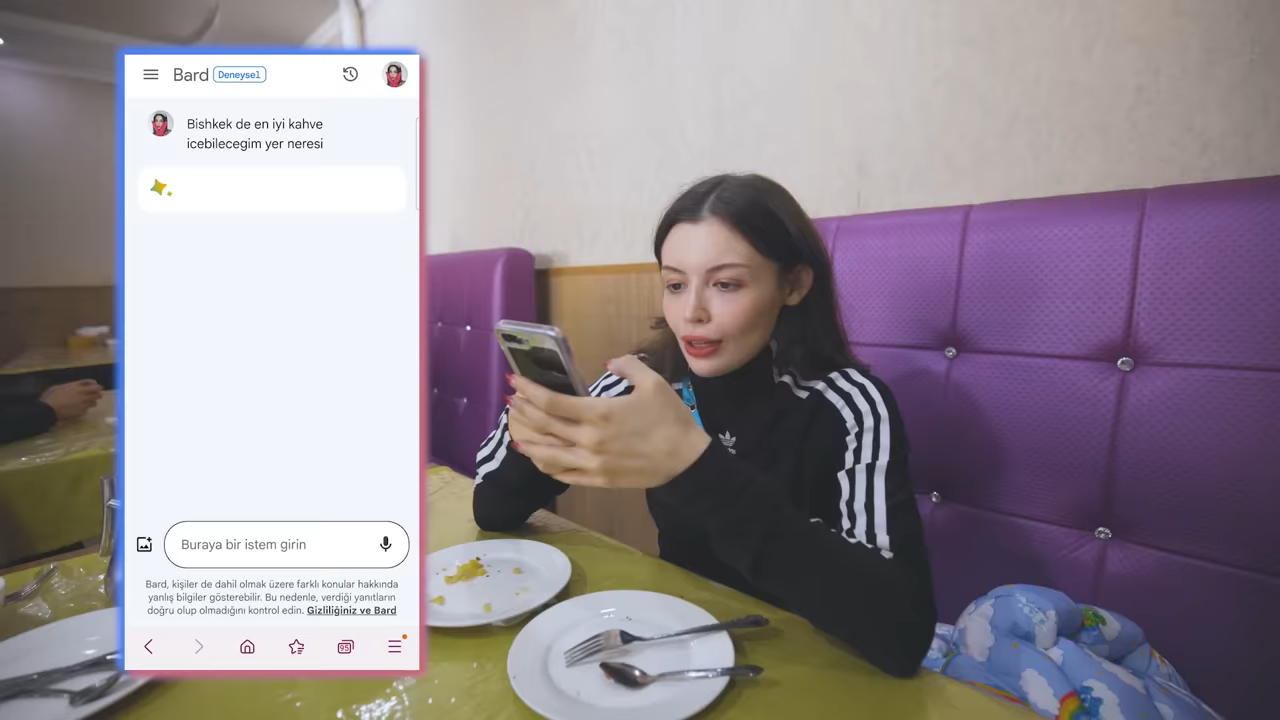 Bard Deneysel
Bishkek de en iyi kahve
icebilecegim yer neresi
Buraya bir istem girin
Bard, kişiler de dahil olmak üzere farklı konular hakkında
yanlış bilgiler gösterebilir. Bu nedenle, verdiği yanıtların
doğru olup olmadığını kontrol edin. Gizliliğiniz ve Bard
95